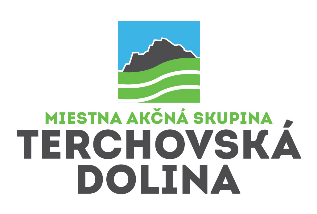 MIESTNA AKČNÁ SKUPINA
TERCHOVSKÁ
DOLINA